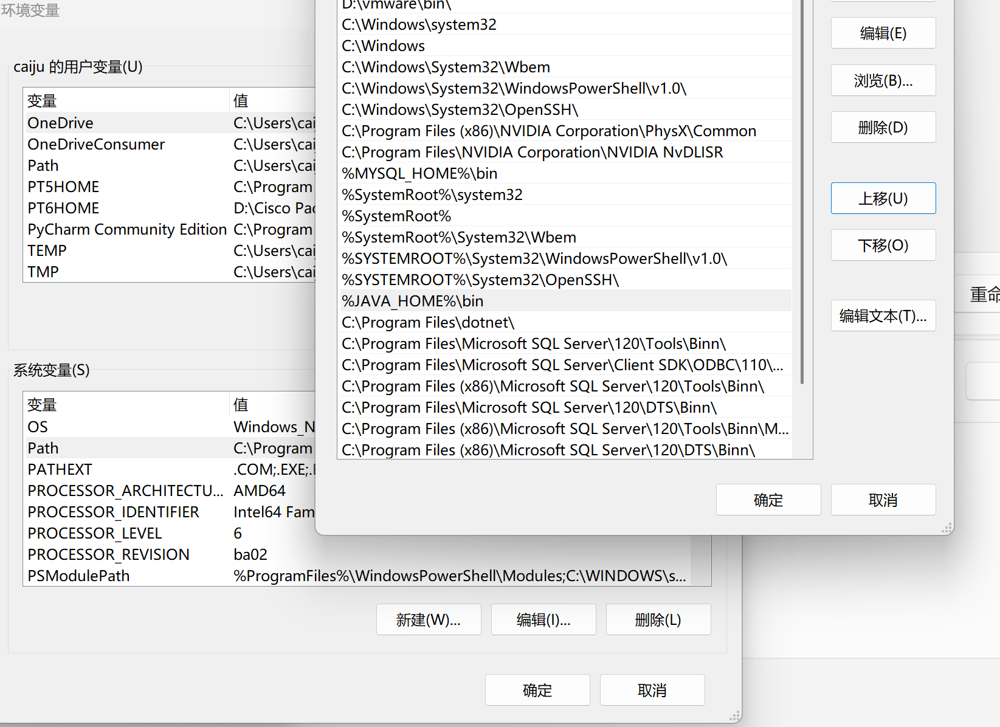 环境变量
caiju 的用户变量(U)
变量 值
OneDrive C:\Users\cai
OneDriveConsumer C:\Users\cai
Path C:\Users\cai
PT5HOME C:\Program
PT6HOME D:\Cisco Pac
PyCharm Community Edition C:\Program
TEMP C:\Users\cai
TMP C:\Users\cai
系统变量(S)
变量 值
OS Windows_N
Path C:\Program
PATHEXT .COM;.EXE;.
PROCESSOR_ARCHITECTU... AMD64
PROCESSOR_IDENTIFIER Intel64 Fam
PROCESSOR_LEVEL 6
PROCESSOR_REVISION ba02
PSModulePath %ProgramFiles%\WindowsPowerShell\Modules;C:\WINDOWS\s...
新建(W)... 编辑(I)... 删除(L)
确定 取消
D:\vmware\bin\
C:\Windows\system32
C:\Windows
C:\Windows\System32\Wbem
C:\Windows\System32\WindowsPowerShell\v1.0\
C:\Windows\System32\OpenSSH\
C:\Program Files (x86)\NVIDIA Corporation\PhysX\Common
C:\Program Files\NVIDIA Corporation\NVIDIA NvDLISR
%MYSQL_HOME%\bin
%SystemRoot%\system32
%SystemRoot%
%SystemRoot%\System32\Wbem
%SYSTEMROOT%\System32\WindowsPowerShell\v1.0\
%SYSTEMROOT%\System32\OpenSSH\
%JAVA_HOME%\bin
C:\Program Files\dotnet\
C:\Program Files\Microsoft SQL Server\120\Tools\Binn\
C:\Program Files\Microsoft SQL Server\Client SDK\ODBC\110\...
C:\Program Files (x86)\Microsoft SQL Server\120\Tools\Binn\
C:\Program Files\Microsoft SQL Server\120\DTS\Binn\
C:\Program Files (x86)\Microsoft SQL Server\120\Tools\Binn\M...
C:\Program Files (x86)\Microsoft SQL Server\120\DTS\Binn\
编辑(E)
浏览(B)...
删除(D)
上移(U)
下移(O)
编辑文本(T)...
确定 取消
重命